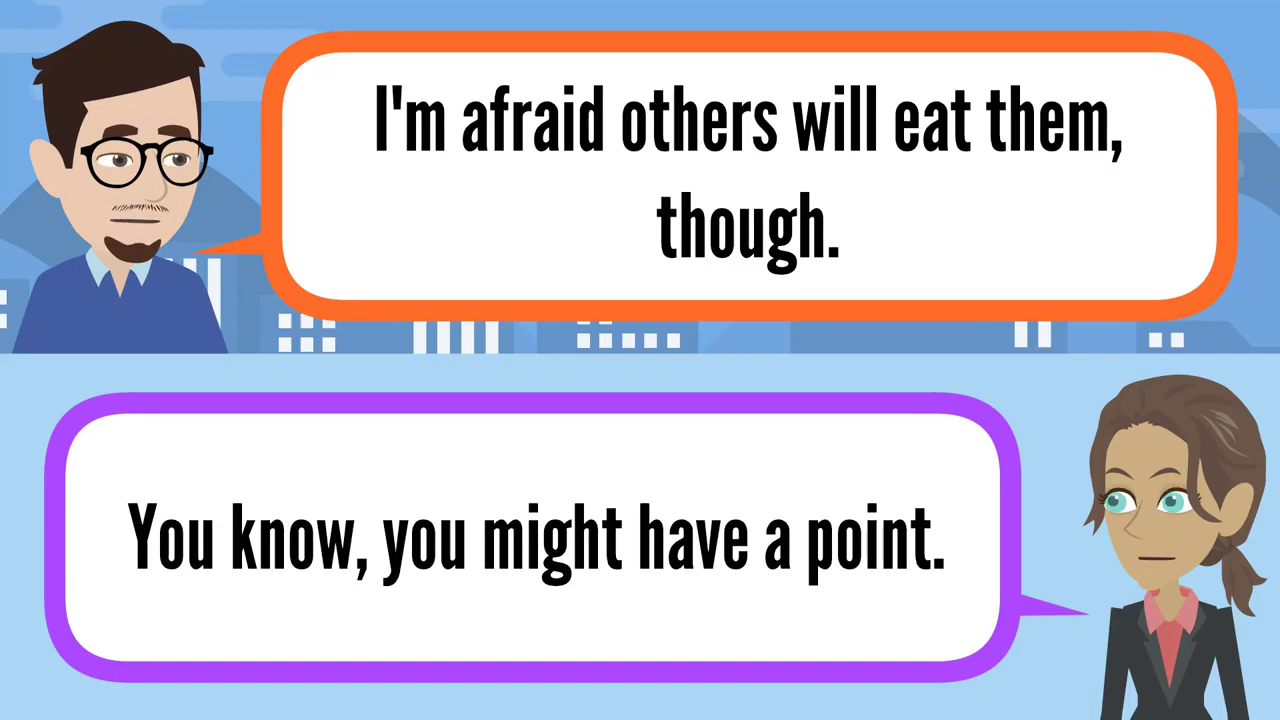 I'm afraid others will eat them,
though.
You know, you might have a point.